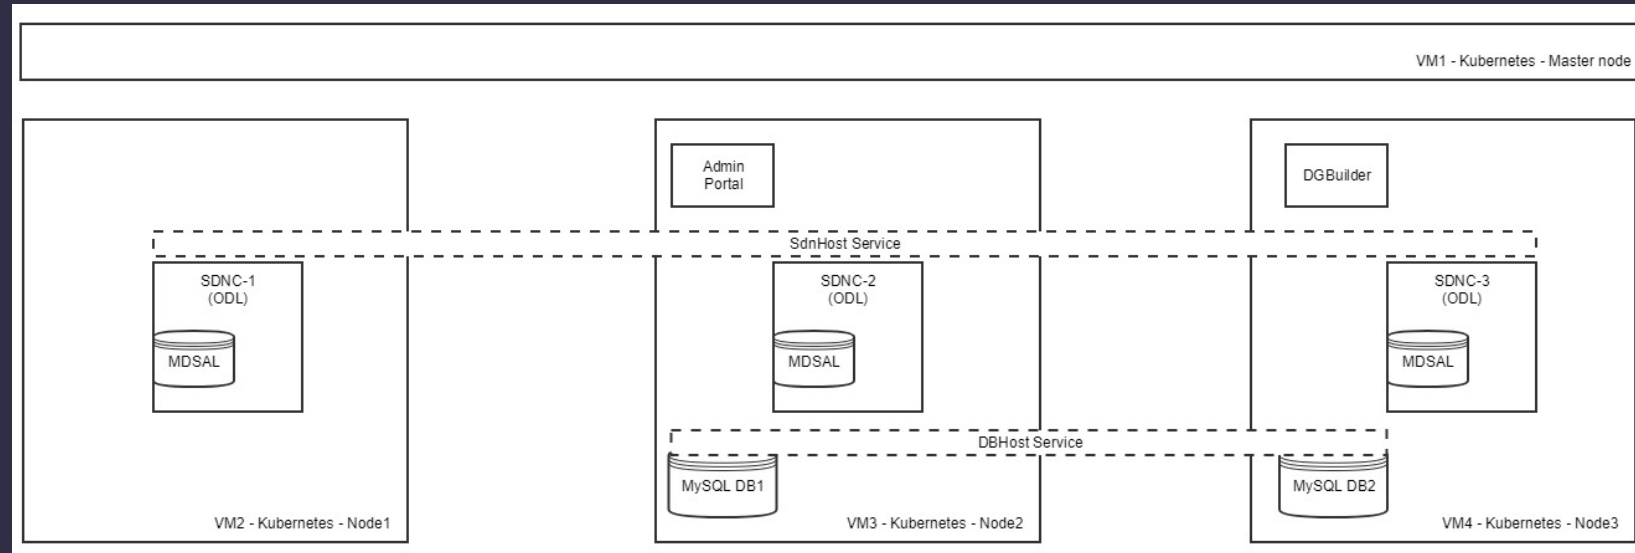 VM1 - Kubernetes - Master node
Admin
Portal
DGBuilder
SdnHost Service
SDNC-1
(ODL)
MDSAL
SDNC-2
(ODL)
MDSAL
SDNC-3
(ODL)
MDSAL
DBHost Service
MySQL DB1
MySQL DB2
VM2 - Kubernetes - Node1
VM3 - Kubernetes - Node2
VM4 - Kubernetes - Node3